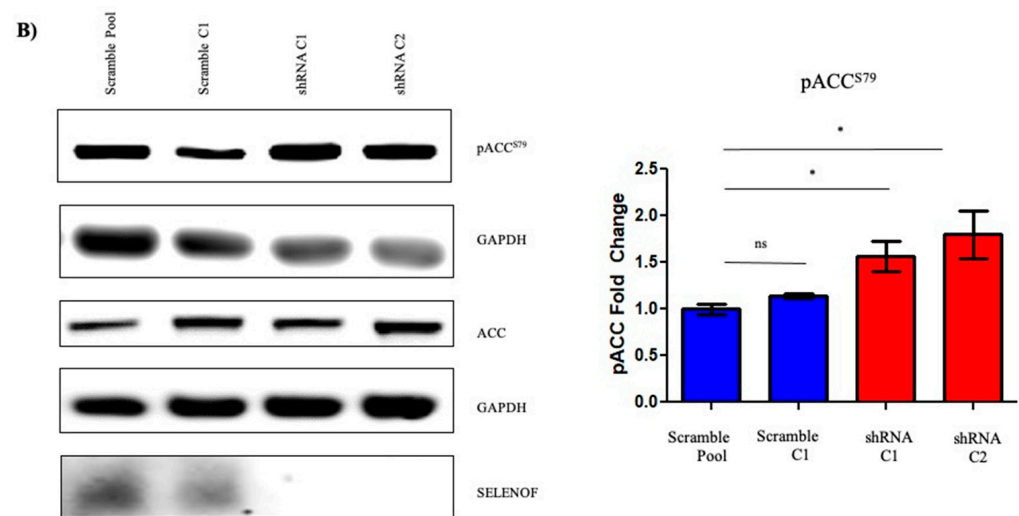 B)
Scramble Pool
Scramble C1
shRNA C1
shRNA C2
pACC^S79
GAPDH
ACC
GAPDH
SELENOF
pACC^S79
*
*
ns
pACC Fold Change
2.5
2.0
1.5
1.0
0.5
0.0
Scramble Pool
Scramble C1
shRNA C1
shRNA C2